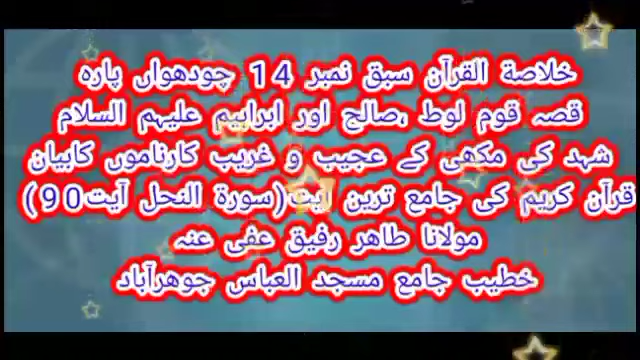 خلاصة القرآن سبق نمبر 14 چودھواں پارہ
قصہ قوم لوط ,صالح اور ابراہیم علیہم السلام
شہد کی مکھی کے عجیب و غریب کارناموں کابیان
قرآن کریم کی جامع ترین آیت(سورة النحل آیت90)
مولانا طاھر رفیق عفی عنہ
خطیب جامع مسجد العباس جوھرآباد